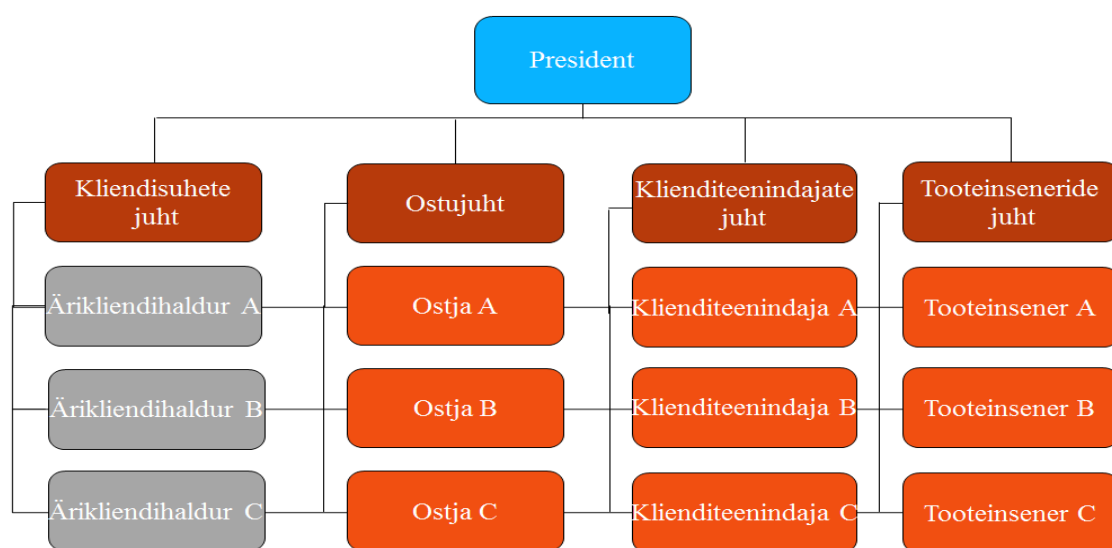 President
Kliendisuhete
juht
Ostujuht
Klienditeenindajate
juht
Tooteinseneride
juht
Ärikliendihaldur A
Ostja A
Klienditeenindaja A
Tooteinsener A
Ärikliendihaldur B
Ostja B
Klienditeenindaja B
Tooteinsener B
Ärikliendihaldur C
Ostja C
Klienditeenindaja C
Tooteinsener C